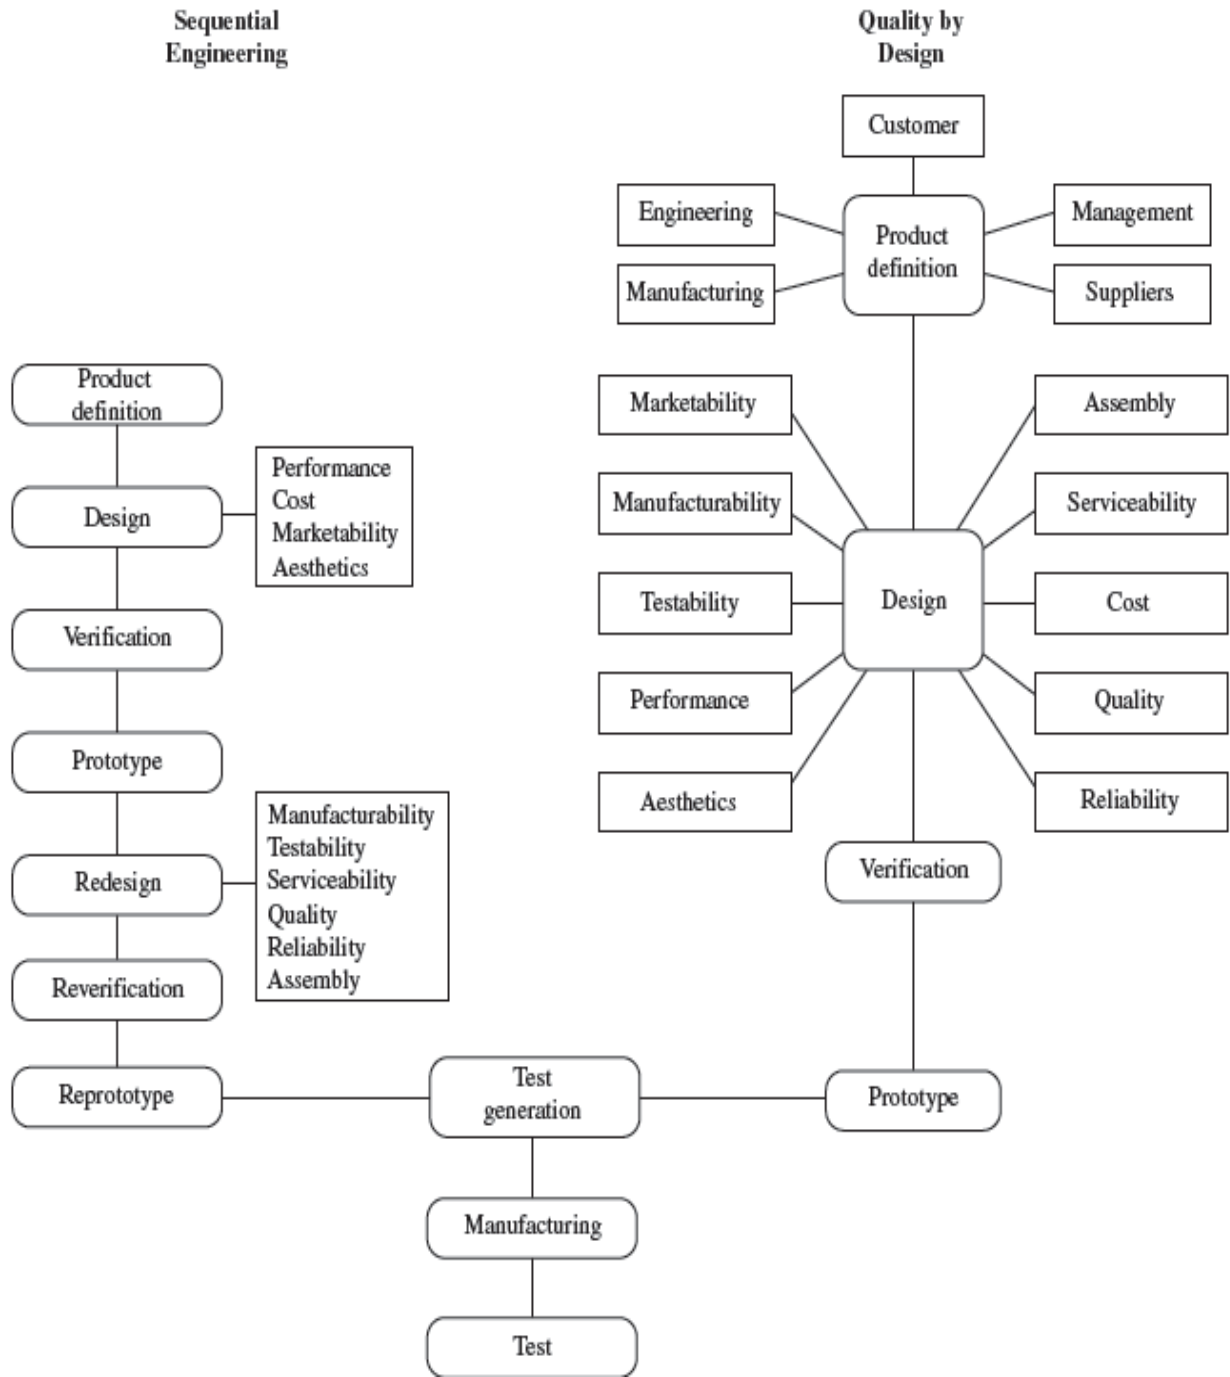 Sequential
Engineering
Product
definition
Design
Performance
Cost
Marketability
Aesthetics
Verification
Prototype
Redesign
Manufacturability
Testability
Serviceability
Quality
Reliability
Assembly
Reverification
Reprototype
Quality by
Design
Customer
Engineering
Manufacturing
Product
definition
Management
Suppliers
Marketability
Manufacturability
Testability
Performance
Aesthetics
Design
Assembly
Serviceability
Cost
Quality
Reliability
Verification
Prototype
Test
generation
Manufacturing
Test